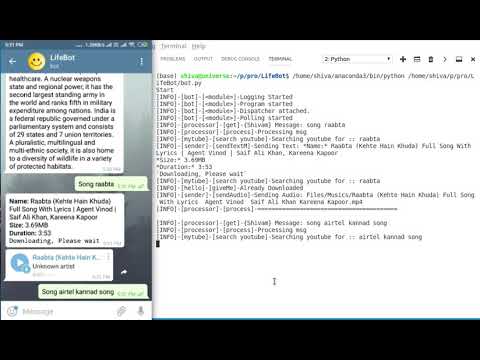 5:31 PM
1.28KB/s
LifeBot
bot
healthcare. A nuclear weapons
state and regional power, it has
the second largest standing army in
the world and ranks fifth in military
expenditure among nations. India is
a federal republic governed under a
parliamentary system and consists
of 29 states and 7 union territories.
A pluralistic, multilingual and
multi-ethnic society, it is also home
to a diversity of wildlife in a variety
of protected habitats.
Song raabta
Name: Raabta (Kehte Hain Khuda)
Full Song With Lyrics | Agent Vinod |
Saif Ali Khan, Kareena Kapoor
Size: 3.69MB
Duration: 3:53
Downloading, Please wait
Raabta (Kehte Hain K...
Unknown artist
Song airtel kannad song
Message
Terminal Help
PROBLEMS OUTPUT DEBUG CONSOLE TERMINAL 2: Python
(base) shiva@universe:~/p/pro/LifeBot$ /home/shiva/anaconda3/bin/python /home/shiva/p/pro/L
ifeBot/bot.py
Start
[INFO]-[bot]-[<module>]-Logging Started
[INFO]-[bot]-[<module>]-Program started
[INFO]-[bot]-[<module>]-Dispatcher attached,
[INFO]-[bot]-[<module>]-Polling started
[INFO]-[processor]-[get]-(Shivam) Message: song raabta
[INFO]-[processor]-[process]-Processing msg
[INFO]-[mytube]-[search youtube]-Searching youtube for :: raabta
[INFO]-[sender]-[sendTextM]-Sending Text: *Name:* Raabta (Kehte Hain Khuda) Full Song With
Lyrics | Agent Vinod | Saif Ali Khan, Kareena Kapoor
*Size:* 3.69MB
*Duration:* 3:53
`Downloading, Please wait`
[INFO]-[mytube]-[search youtube]-Searching youtube for :: raabta
[INFO]-[hello]-[giveMe]-Already Downloaded
[INFO]-[sender]-[sendAudio]-Sending Audio: Files/Musics/Raabta (Kehte Hain Khuda) Full Song
With Lyrics Agent Vinod Saif Ali Khan, Kareena Kapoor.mp4
[INFO]-[processor]-[process]-========================================
[INFO]-[processor]-[get]-(Shivam) Message: song airtel kannad song
[INFO]-[processor]-[process]-Processing msg
[INFO]-[mytube]-[search youtube]-Searching youtube for :: airtel kannad song